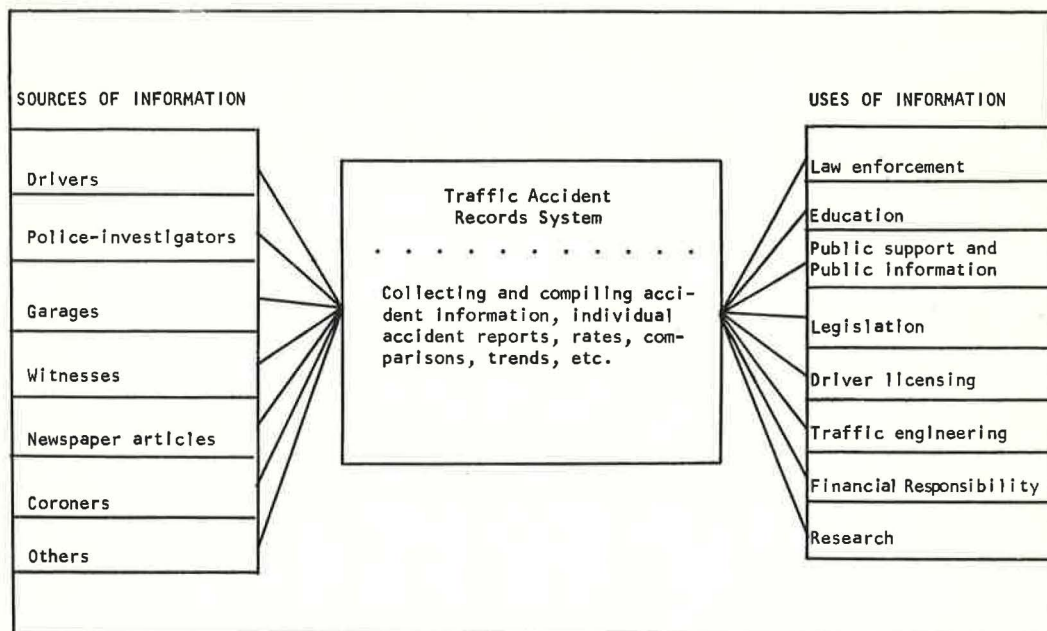 SOURCES OF INFORMATION
Drivers
Police-investigators
Garages
Witnesses
Newspaper articles
Coroners
Others
Traffic Accident
Records System
. . . . . . . . . . .
Collecting and compiling acci-
dent information, individual
accident reports, rates, com-
parisons, trends, etc.
USES OF INFORMATION
Law enforcement
Education
Public support and
Public information
Legislation
Driver licensing
Traffic engineering
Financial Responsibility
Research